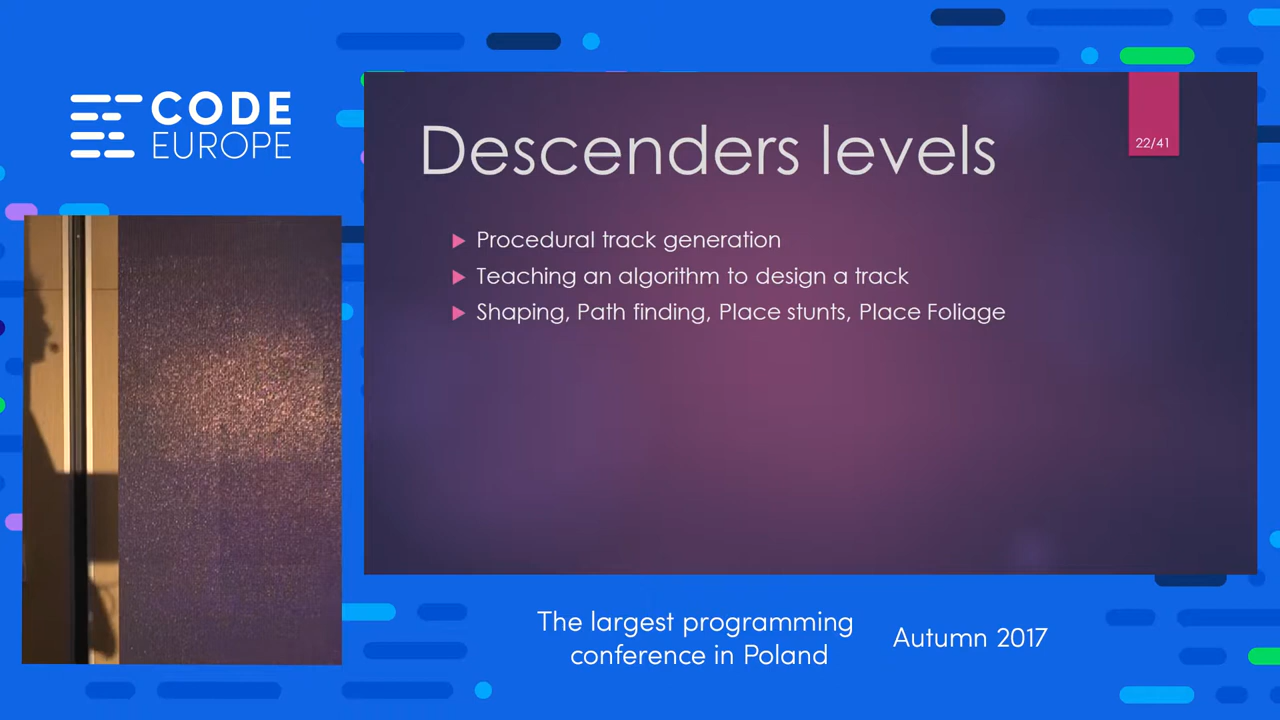 CODE
EUROPE
Descenders levels
22/41
Procedural track generation
Teaching an algorithm to design a track
Shaping, Path finding, Place stunts, Place Foliage
The largest programming
conference in Poland
Autumn 2017